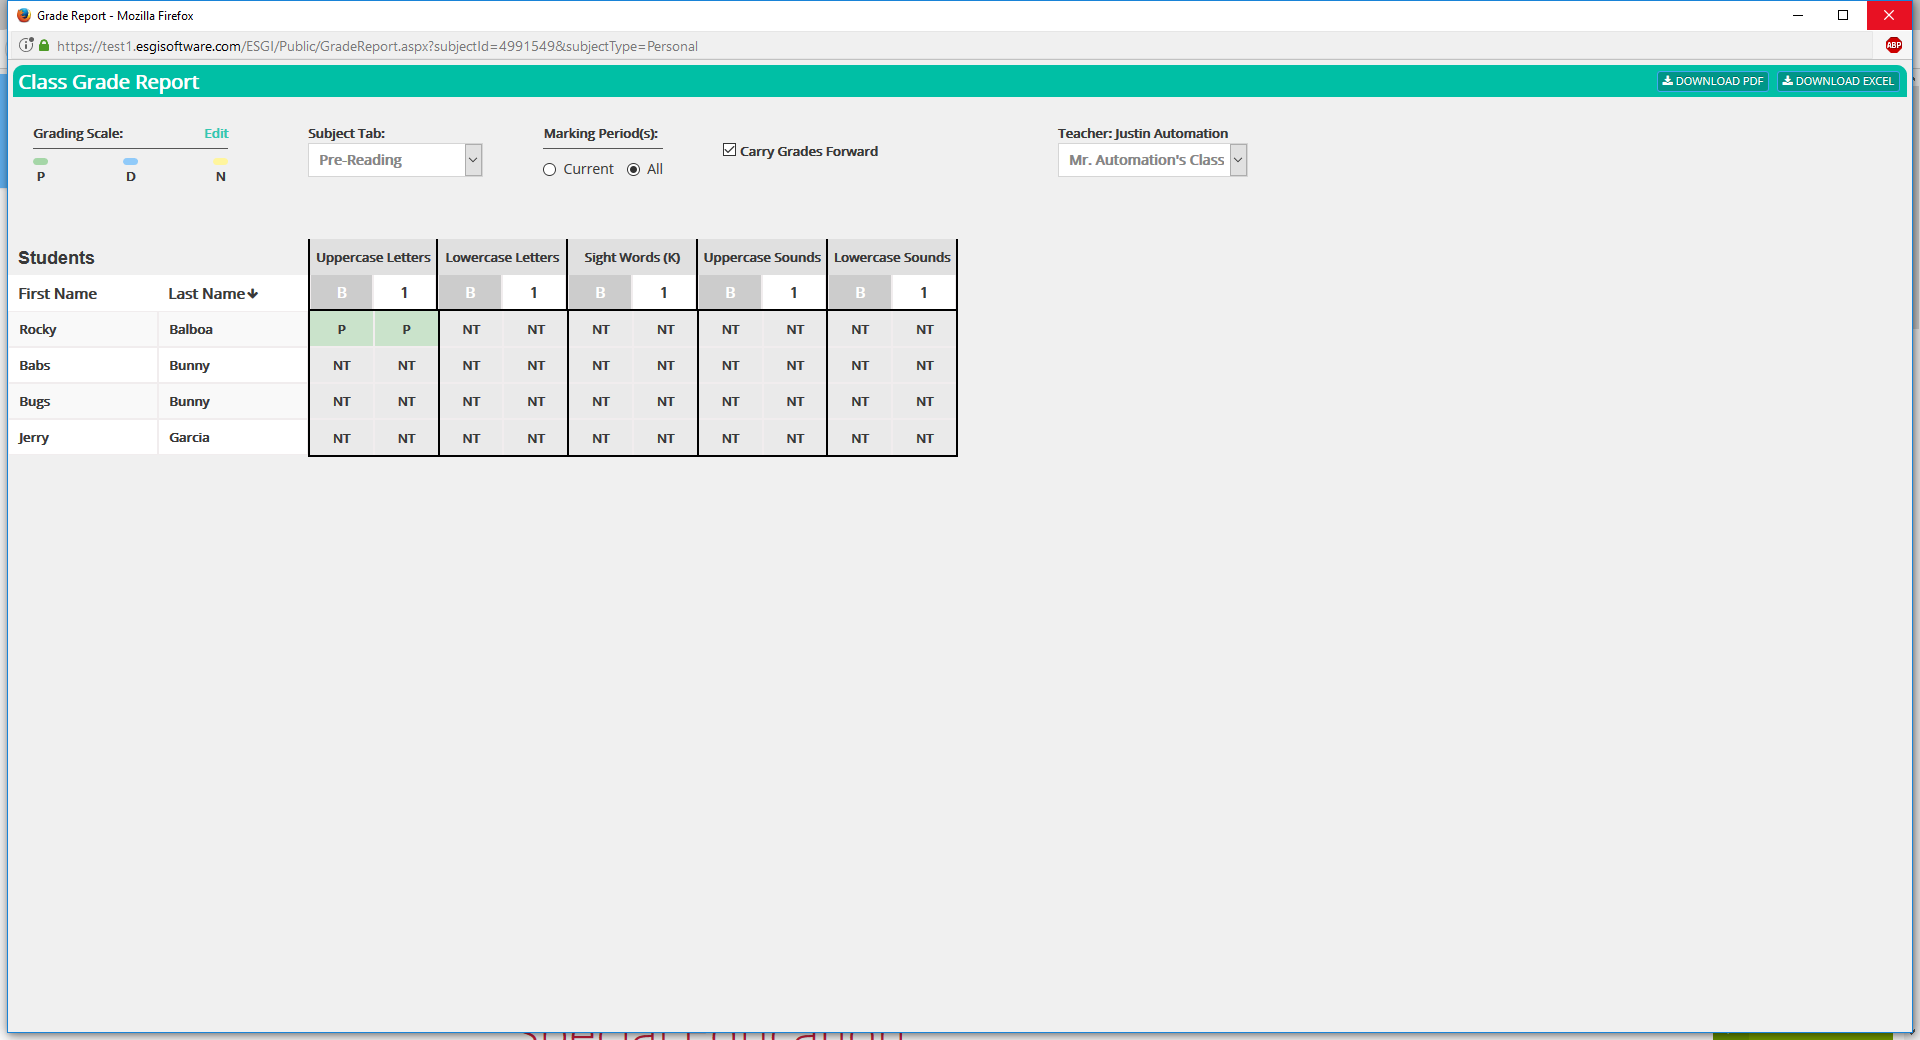 Grade Report - Mozilla Firefox
https://test1.esgisoftware.com/ESGI/Public/GradeReport.aspx?subjectId=4991549&subjectType=Personal
ABP
Class Grade Report
DOWNLOAD PDF
DOWNLOAD EXCEL
Grading Scale: Edit
P D N
Subject Tab:
Pre-Reading
Marking Period(s):
Current All
Carry Grades Forward
Teacher: Justin Automation
Mr. Automation's Class
Students Uppercase Letters Lowercase Letters Sight Words (K) Uppercase Sounds Lowercase Sounds
First Name Last Name B 1 B 1 B 1 B 1 B 1
Rocky Balboa P P NT NT NT NT NT NT NT NT
Babs Bunny NT NT NT NT NT NT NT NT NT NT
Bugs Bunny NT NT NT NT NT NT NT NT NT NT
Jerry Garcia NT NT NT NT NT NT NT NT NT NT
Special Education